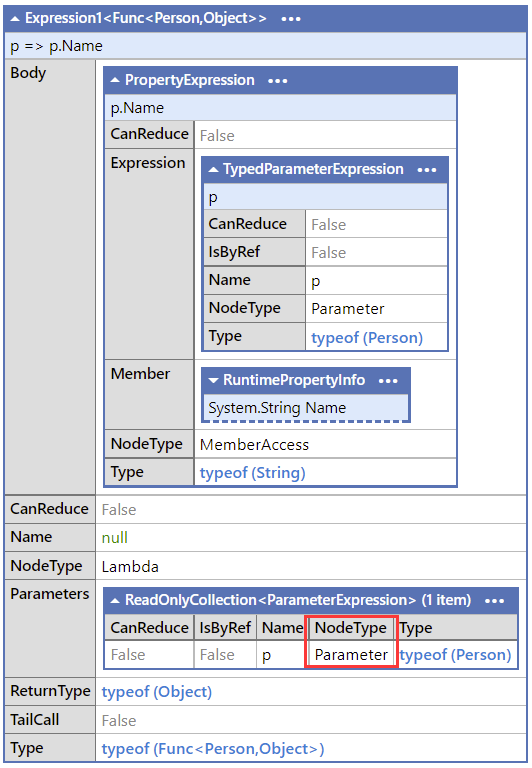 Expression1<Func<Person,Object>> •••
p => p.Name
Body
PropertyExpression •••
p.Name
CanReduce False
Expression
TypedParameterExpression •••
p
CanReduce False
IsByRef False
Name p
NodeType Parameter
Type typeof (Person)
Member
RuntimePropertyInfo •••
System.String Name
NodeType MemberAccess
Type typeof (String)
CanReduce False
Name null
NodeType Lambda
Parameters
ReadOnlyCollection<ParameterExpression> (1 item) •••
CanReduce IsByRef Name NodeType Type
False False p Parameter typeof (Person)
ReturnType typeof (Object)
TailCall False
Type typeof (Func<Person,Object>)